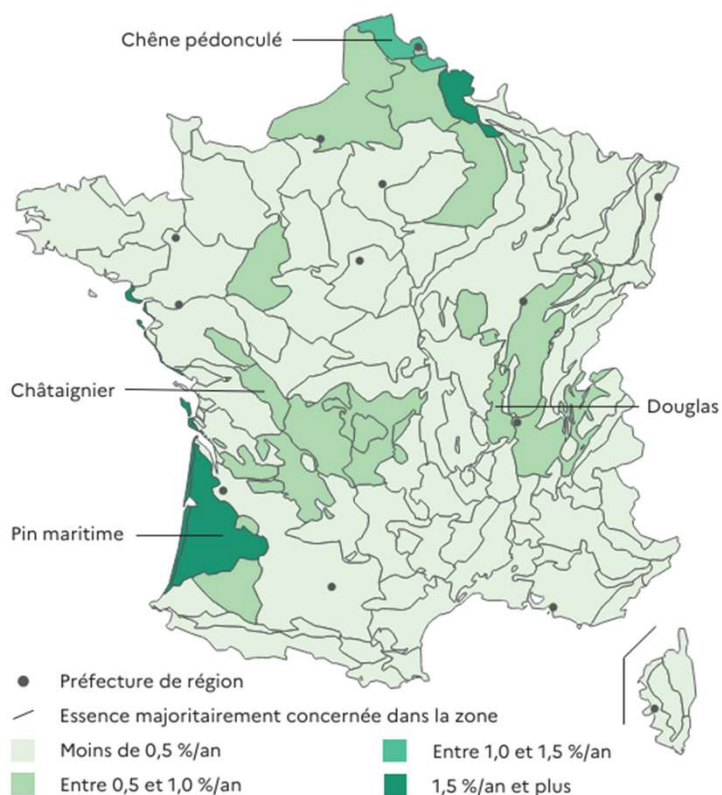 Chêne pédonculé
Châtaignier
Douglas
Pin maritime
Préfecture de région
Essence majoritairement concernée dans la zone
Moins de 0,5 %/an
Entre 1,0 et 1,5 %/an
Entre 0,5 et 1,0 %/an
1,5 %/an et plus